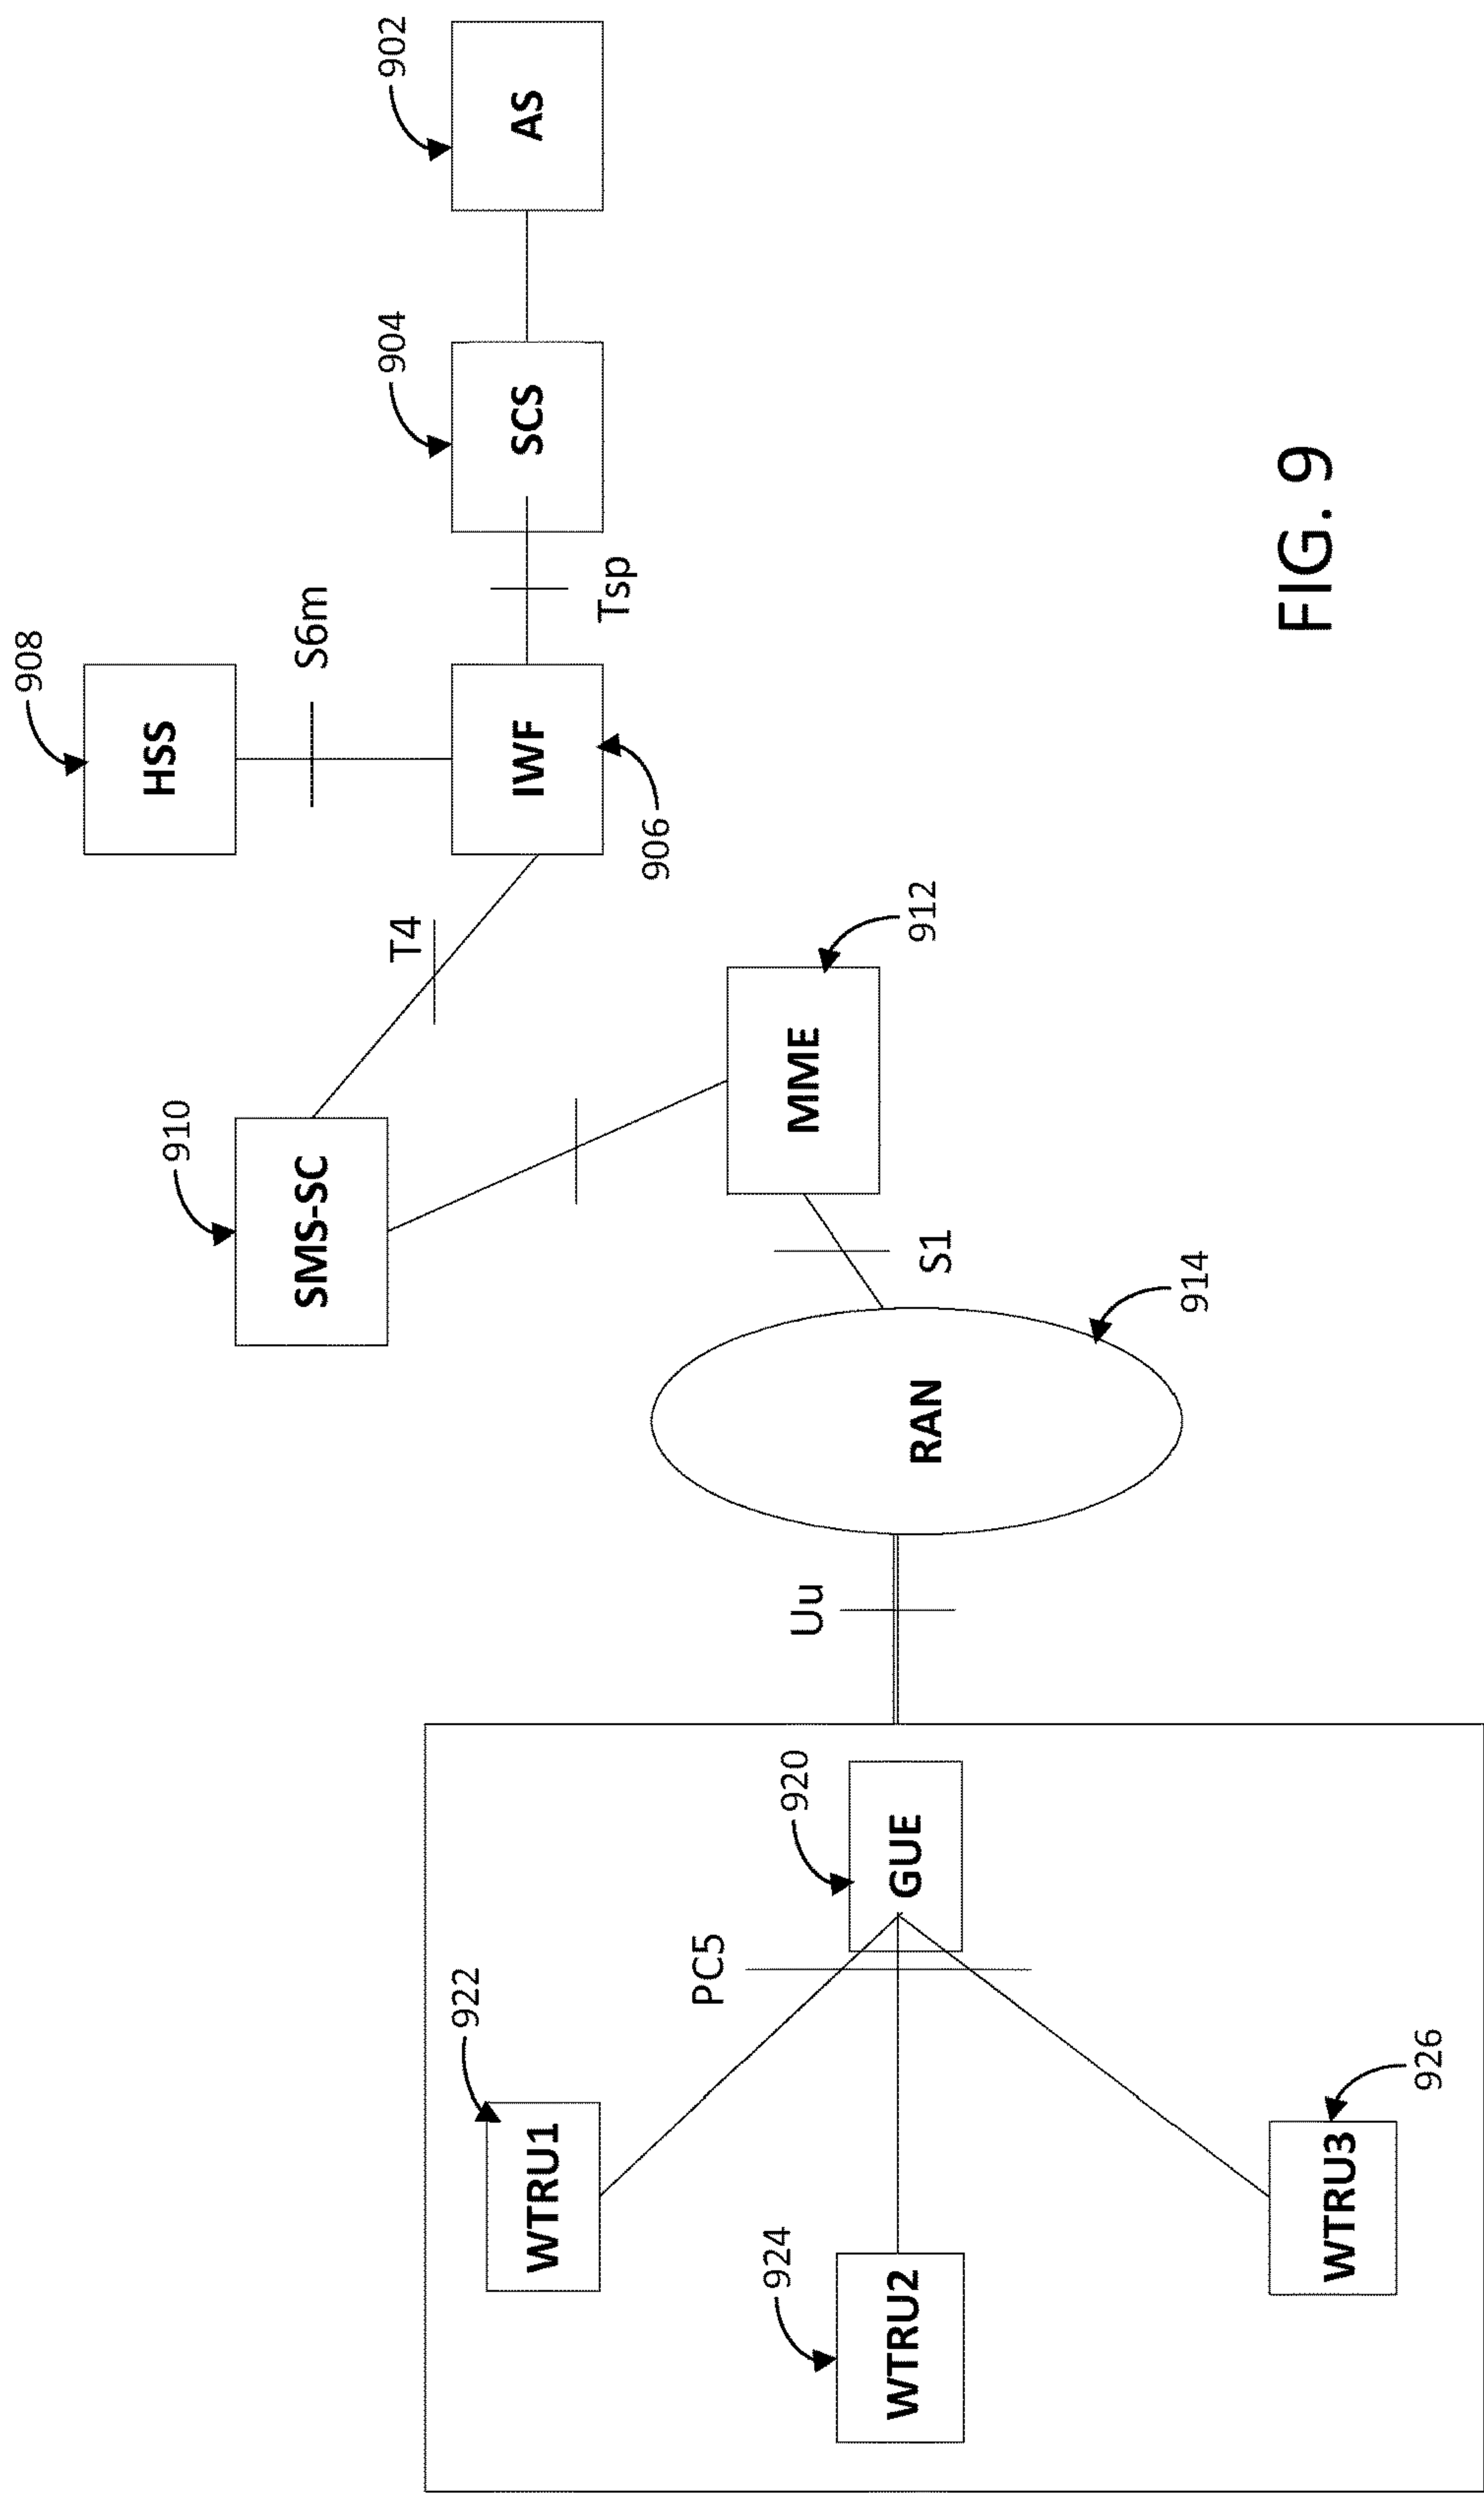 902
AS
904
SCS
908
HSS
S6m
Tsp
IWF
906
T4
912
MME
910
SMS-SC
S1
914
RAN
Uu
920
GUE
PC5
922
WTRU1
924
WTRU2
926
WTRU3
FIG. 9